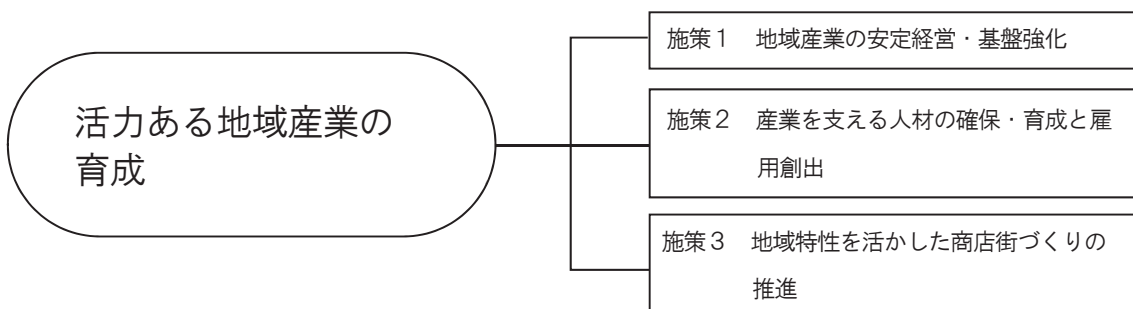 活力ある地域産業の
育成
施策１　地域産業の安定経営・基盤強化
施策２　産業を支える人材の確保・育成と雇
用創出
施策３　地域特性を活かした商店街づくりの
推進